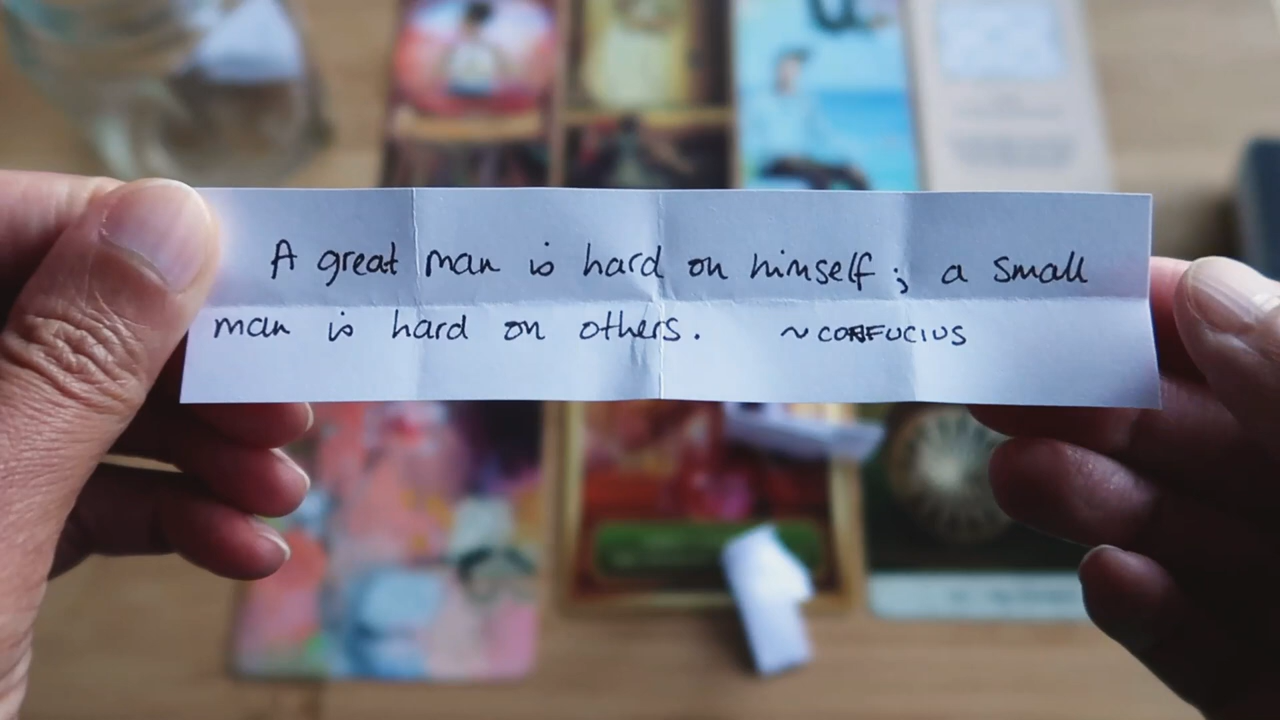 A great man is hard on himself; a small
man is hard on others. ~CONFUCIUS